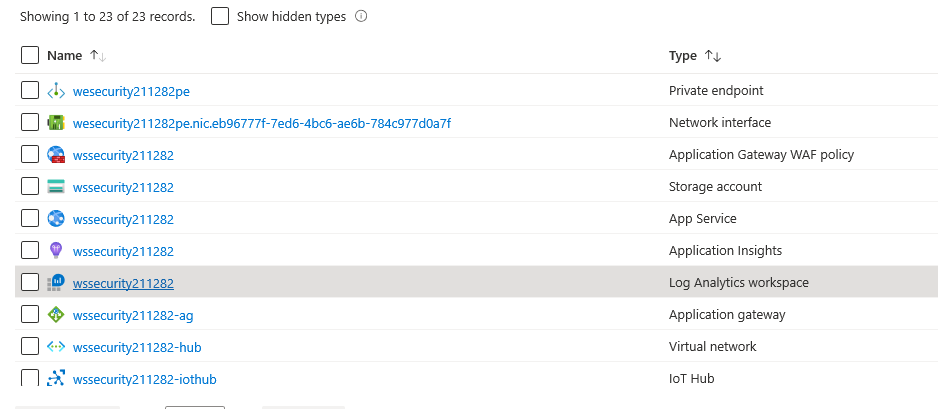 Showing 1 to 23 of 23 records. Show hidden types
Name Type
wesecurity211282pe Private endpoint
wesecurity211282pe.nic.eb96777f-7ed6-4bc6-ae6b-784c977d0a7f Network interface
wssecurity211282 Application Gateway WAF policy
wssecurity211282 Storage account
wssecurity211282 App Service
wssecurity211282 Application Insights
wssecurity211282 Log Analytics workspace
wssecurity211282-ag Application gateway
wssecurity211282-hub Virtual network
wssecurity211282-iothub IoT Hub